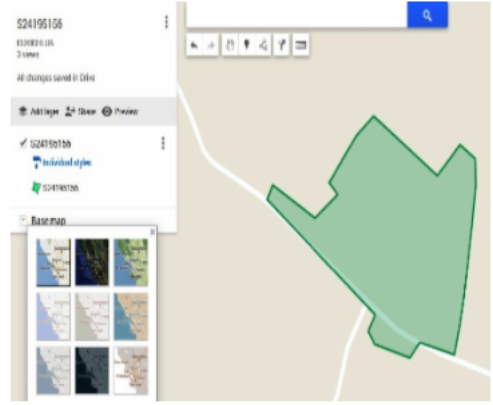 S24195156
3 views
All changes saved in Drive
Add layer Share Preview
S24195156
Individual styles
S24195156
Base map